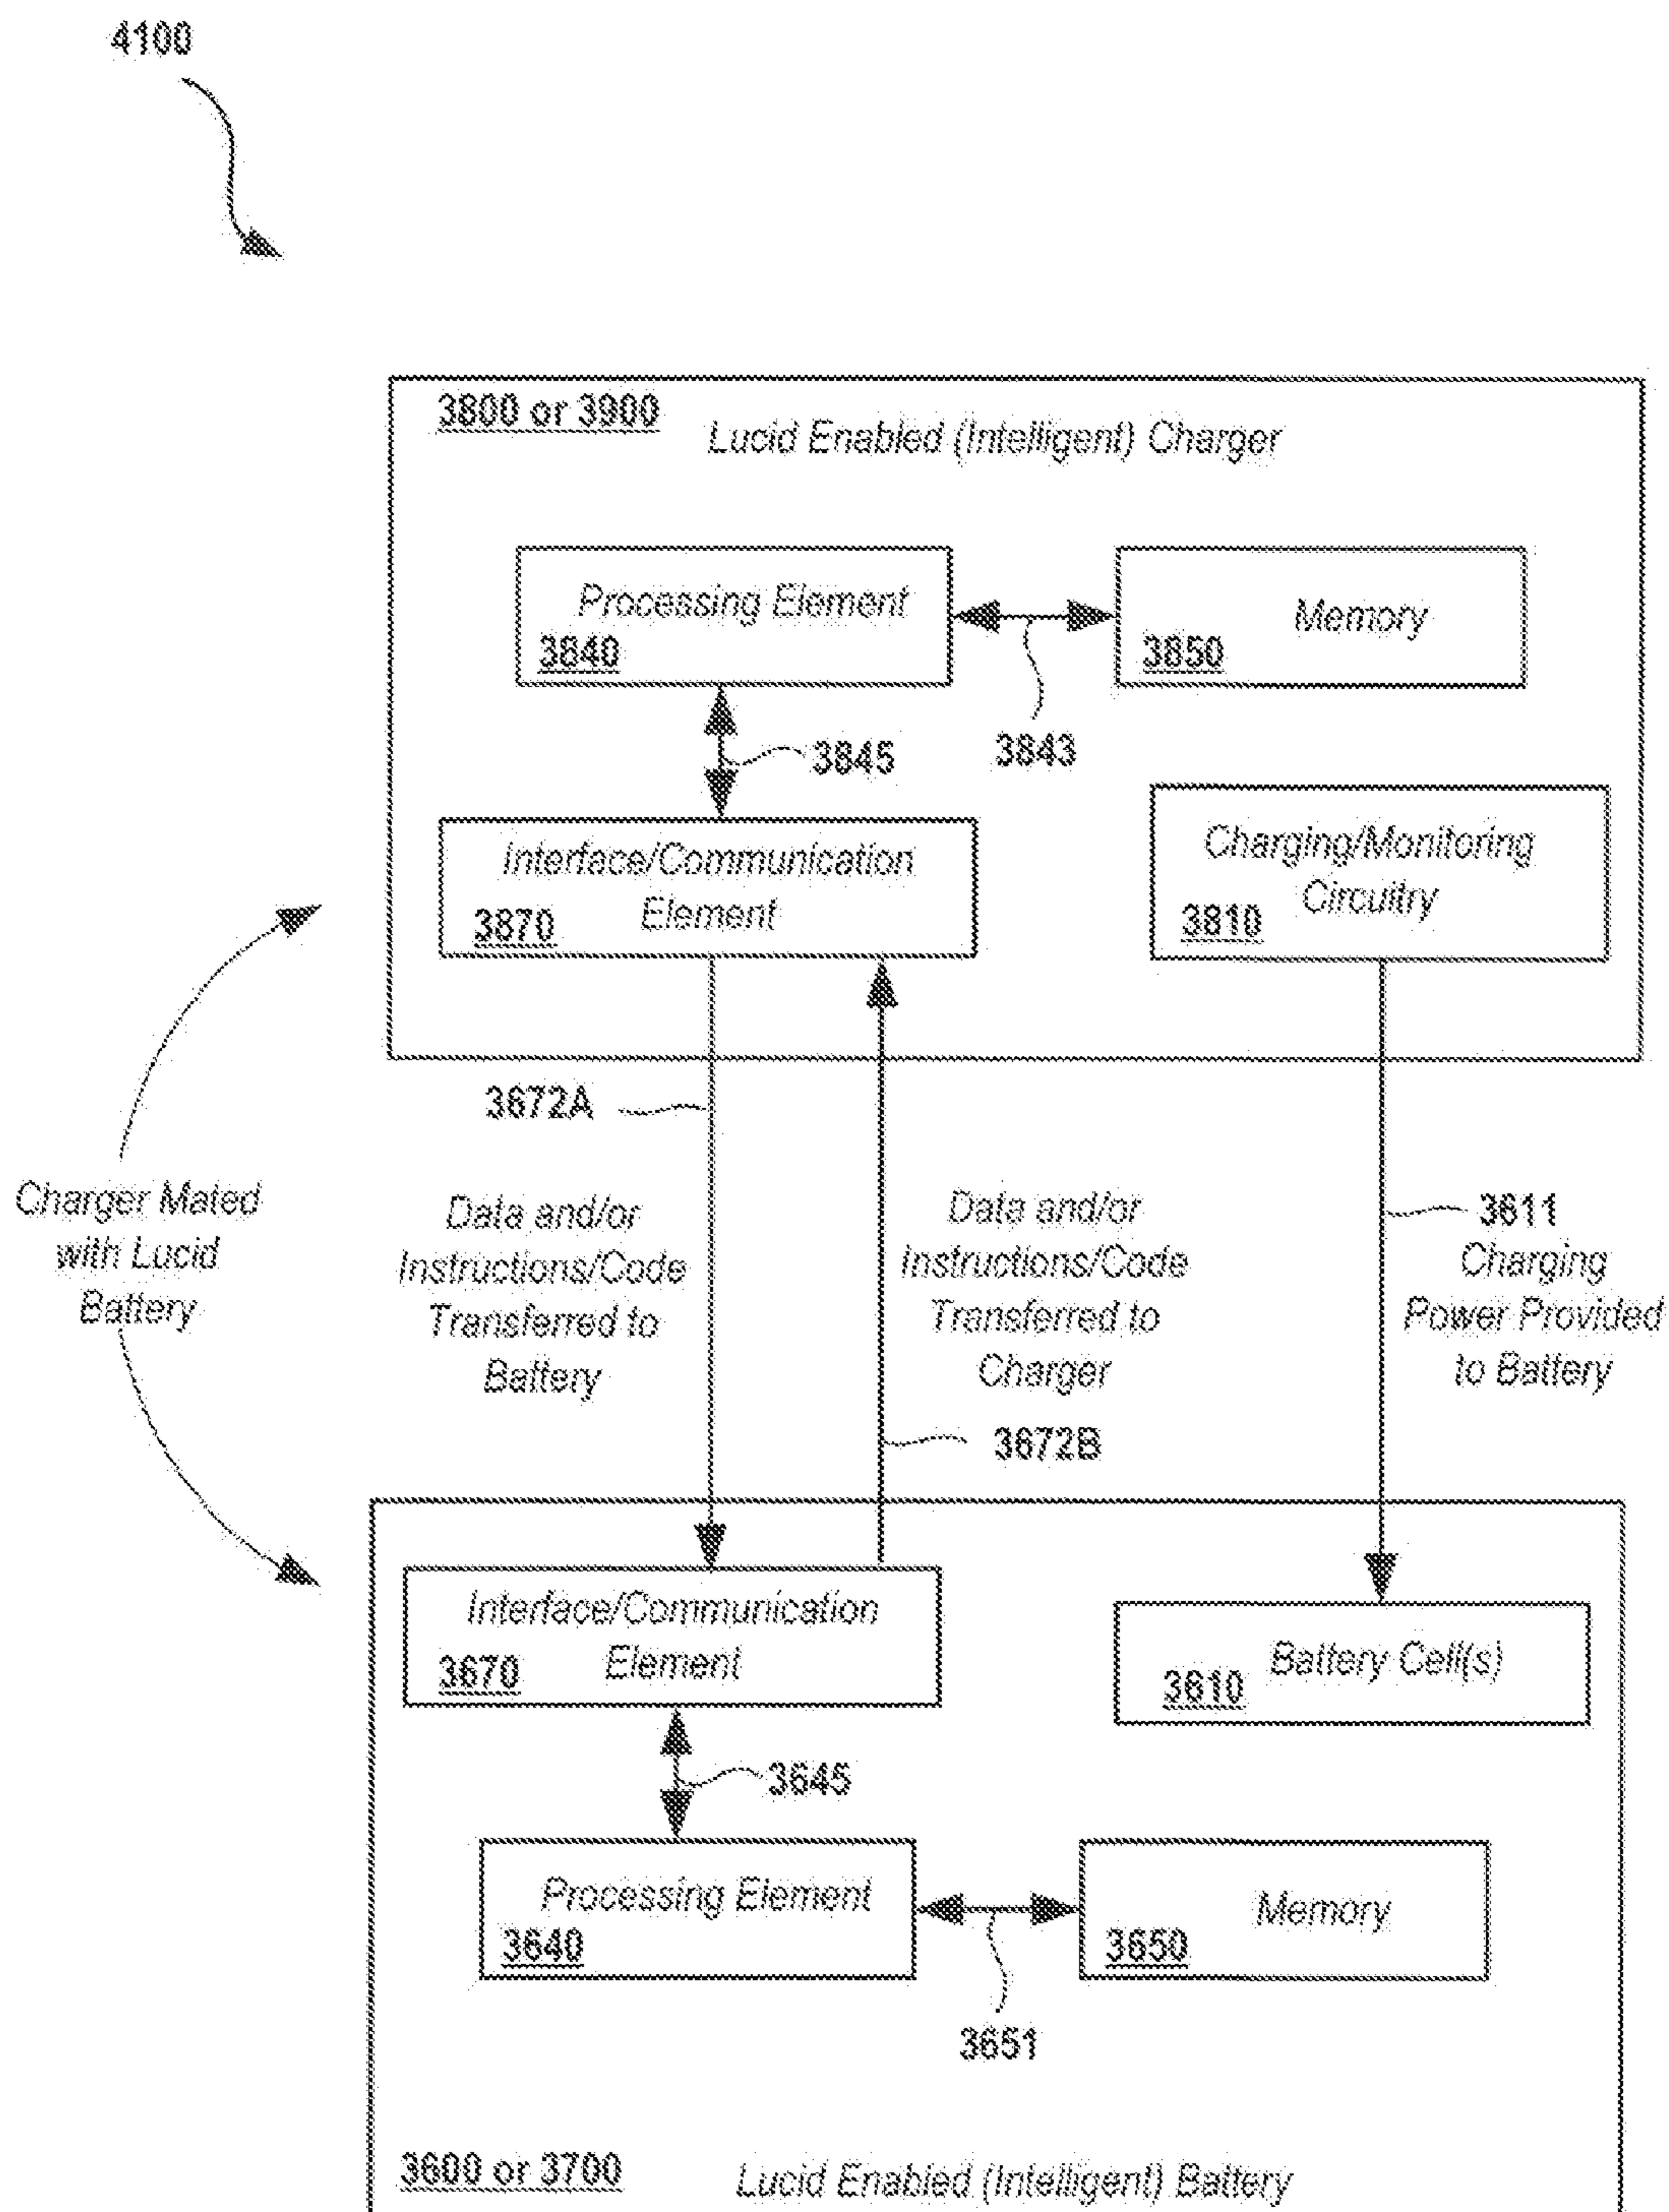 4100
3800 or 3900
Lucid Enabled (Intelligent) Charger
Processing Element
3840
Memory
3850
3843
3845
Interface/Communication
Element
3870
Charging/Monitoring
Circuitry
3810
3672A
Charger Mated
with Lucid
Battery
Data and/or
Instructions/Code
Transferred to
Battery
Data and/or
Instructions/Code
Transferred to
Charger
3611
Charging
Power Provided
to Battery
3672B
Interface/Communication
Element
3670
Battery Cell(s)
3610
3645
Processing Element
3640
Memory
3650
3651
3600 or 3700
Lucid Enabled (Intelligent) Battery